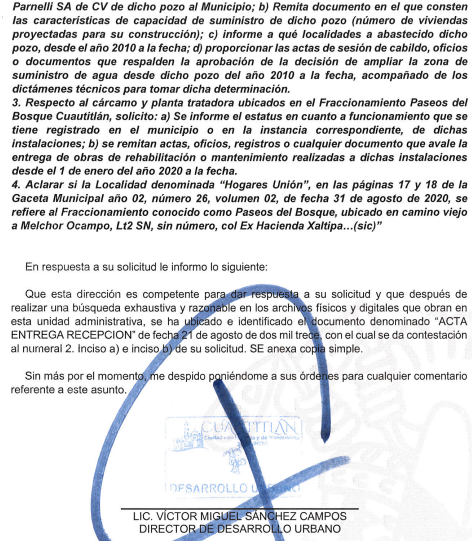 Parnelli SA de CV de dicho pozo al Municipio; b) Remita documento en el que consten
las características de capacidad de suministro de dicho pozo (número de viviendas
proyectadas para su construcción); c) informe a qué localidades a abastecido dicho
pozo, desde el año 2010 a la fecha; d) proporcionar las actas de sesión de cabildo, oficios
o documentos que respalden la aprobación de la decisión de ampliar la zona de
suministro de agua desde dicho pozo del año 2010 a la fecha, acompañado de los
dictámenes técnicos para tomar dicha determinación.
3. Respecto al cárcamo y planta tratadora ubicados en el Fraccionamiento Paseos del
Bosque Cuautitlán, solicito: a) Se informe el estatus en cuanto a funcionamiento que se
tiene registrado en el municipio o en la instancia correspondiente, de dichas
instalaciones; b) se remitan actas, oficios, registros o cualquier documento que avale la
entrega de obras de rehabilitación o mantenimiento realizadas a dichas instalaciones
desde el 1 de enero del año 2020 a la fecha.
4. Aclarar si la Localidad denominada “Hogares Unión”, en las páginas 17 y 18 de la
Gaceta Municipal año 02, número 26, volumen 02, de fecha 31 de agosto de 2020, se
refiere al Fraccionamiento conocido como Paseos del Bosque, ubicado en camino viejo
a Melchor Ocampo, Lt2 SN, sin número, col Ex Hacienda Xaltipa…(sic)”
En respuesta a su solicitud le informo lo siguiente:
Que esta dirección es competente para dar respuesta a su solicitud y que después de
realizar una búsqueda exhaustiva y razonable en los archivos físicos y digitales que obran en
esta unidad administrativa, se ha ubicado e identificado el documento denominado “ACTA
ENTREGA RECEPCION” de fecha 21 de agosto de dos mil trece, con el cual se da contestación
al numeral 2. Inciso a) e inciso b) de su solicitud. SE anexa copia simple.
Sin más por el momento, me despido poniéndome a sus órdenes para cualquier comentario
referente a este asunto.
CUAUTITLÁN
DESARROLLO URBANO
LIC. VÍCTOR MIGUEL SÁNCHEZ CAMPOS
DIRECTOR DE DESARROLLO URBANO